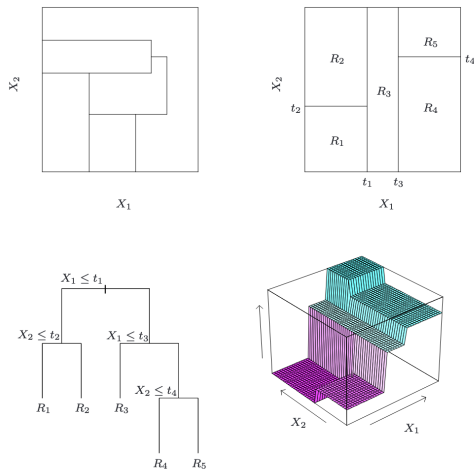 X₂
X₁
R₅
t₄
R₂
X₂
R₃
R₄
t₂
R₁
t₁ t₃
X₁
X₁ ≤ t₁
X₂ ≤ t₂ X₁ ≤ t₃
X₂ ≤ t₄
R₁ R₂ R₃
R₄ R₅
X₂ X₁